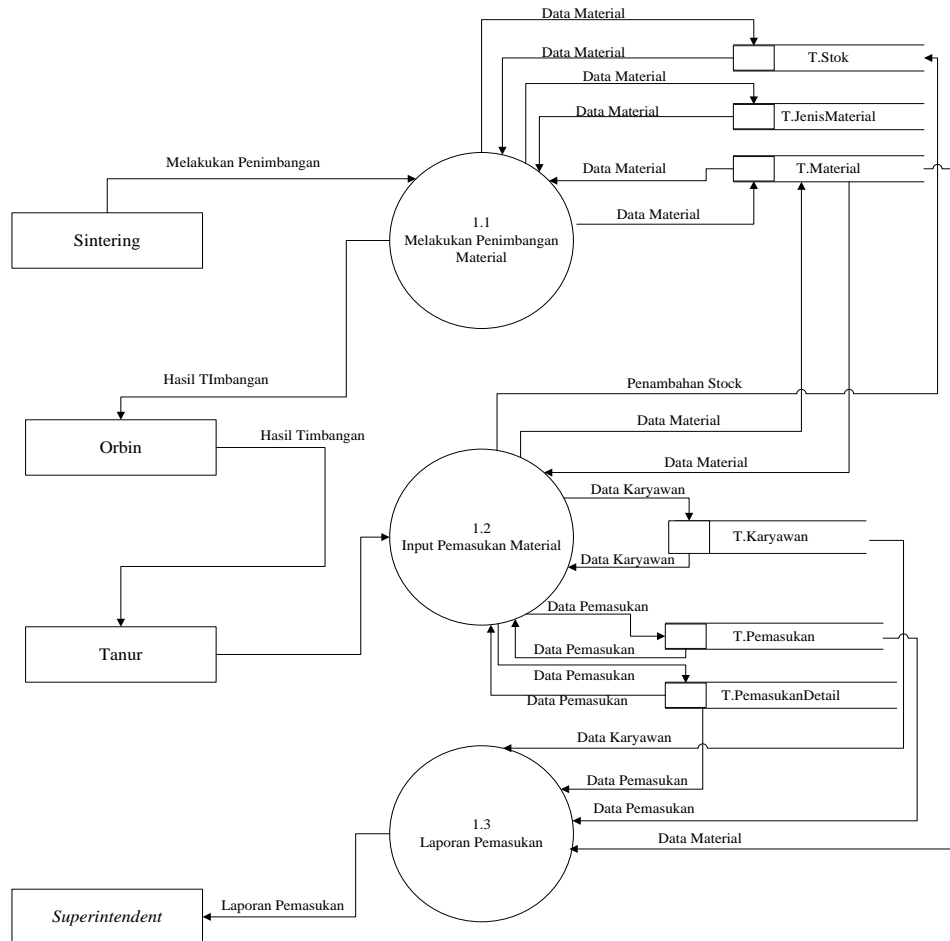 Data Material
Data Material
T.Stok
Data Material
Data Material
T.JenisMaterial
Melakukan Penimbangan
Data Material
T.Material
Data Material
Sintering
1.1
Melakukan Penimbangan
Material
Hasil TImbangan
Penambahan Stock
Orbin
Hasil Timbangan
Data Material
Data Material
Data Karyawan
1.2
Input Pemasukan Material
T.Karyawan
Data Karyawan
Data Pemasukan
T.Pemasukan
Data Pemasukan
Tanur
Data Pemasukan
Data Pemasukan
T.PemasukanDetail
Data Karyawan
Data Pemasukan
Data Pemasukan
1.3
Laporan Pemasukan
Data Material
Superintendent
Laporan Pemasukan